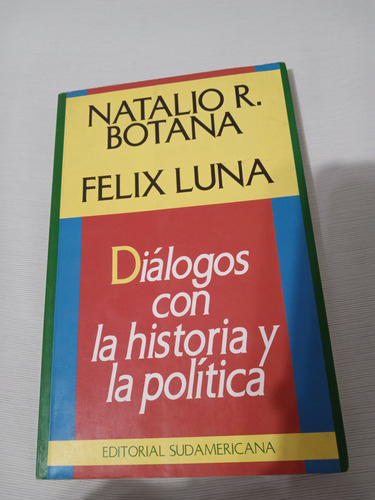 NATALIO R.
BOTANA
FELIX LUNA
Diálogos
con
la historia y
la política
EDITORIAL SUDAMERICANA